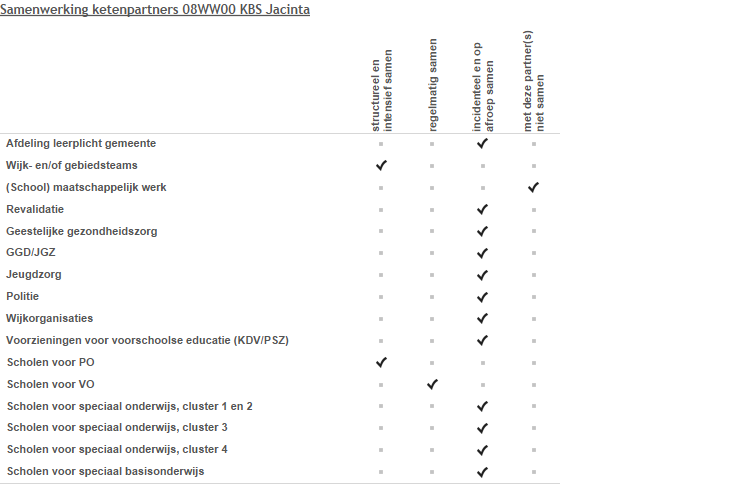 Samenwerking ketenpartners 08WW00 KBS Jacinta
structureel en
intensief samen
regelmatig samen
incidenteel en op
afroep samen
met deze partner(s)
niet samen
Afdeling leerplicht gemeente
Wijk- en/of gebiedsteams
(School) maatschappelijk werk
Revalidatie
Geestelijke gezondheidszorg
GGD/JGZ
Jeugdzorg
Politie
Wijkorganisaties
Voorzieningen voor voorschoolse educatie (KDV/PSZ)
Scholen voor PO
Scholen voor VO
Scholen voor speciaal onderwijs, cluster 1 en 2
Scholen voor speciaal onderwijs, cluster 3
Scholen voor speciaal onderwijs, cluster 4
Scholen voor speciaal basisonderwijs